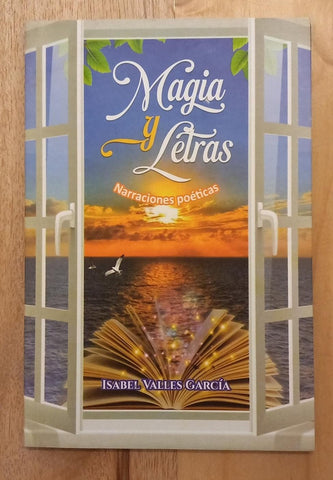 Magia
y
Letras
Narraciones poéticas
ISABEL VALLES GARCÍA